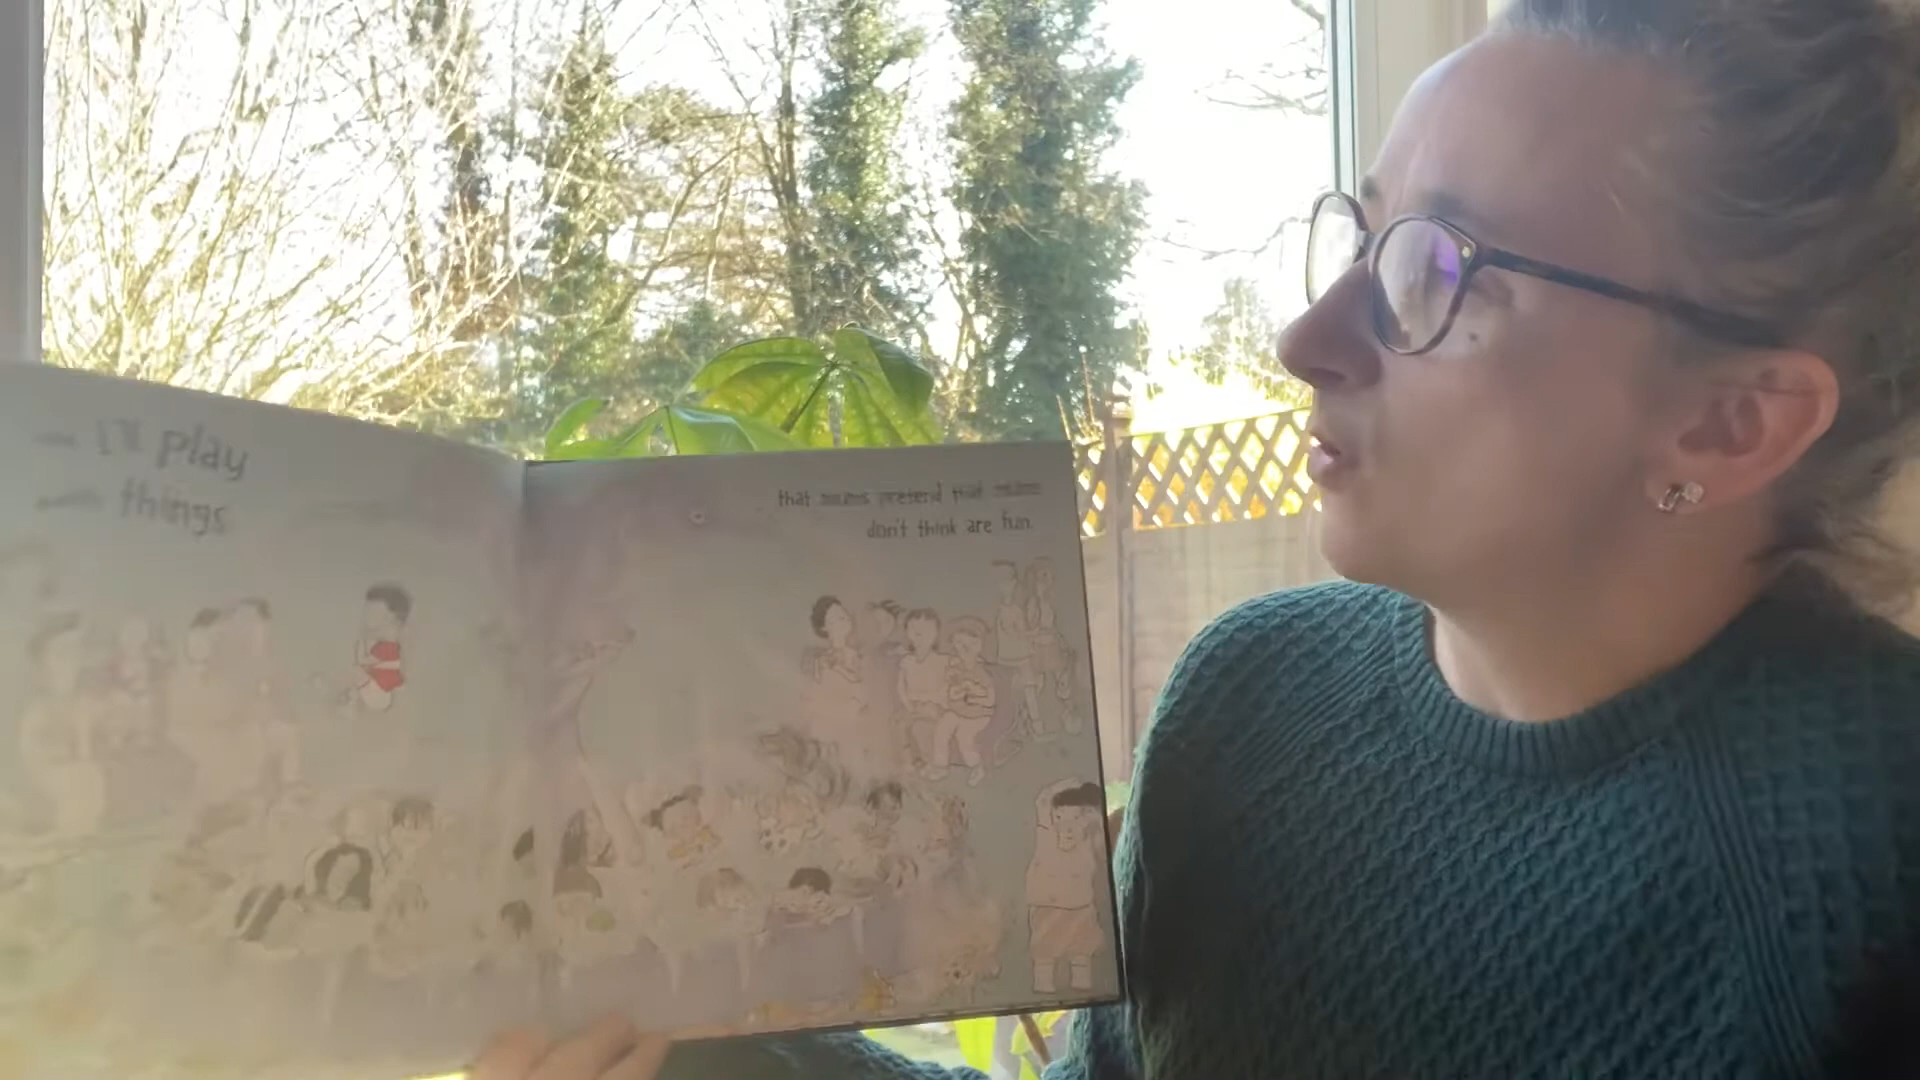 I'll play
things
that mums pretend that mums
don't think are fun.